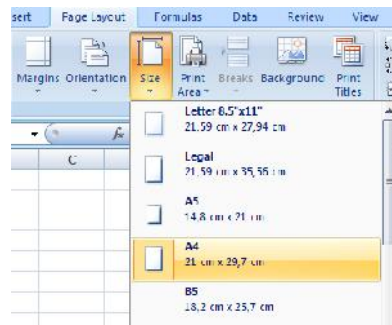 sert Page Layout Formulas Data Review View
Margins Orientation Size Print Area Breaks Background Print Titles
fx
C
Letter 8.5"x11"
21,59 cm x 27,94 cm
Legal
21,59 cm x 35,56 cm
A5
14,8 cm x 21 cm
A4
21 cm x 29,7 cm
B5
18,2 cm x 25,7 cm